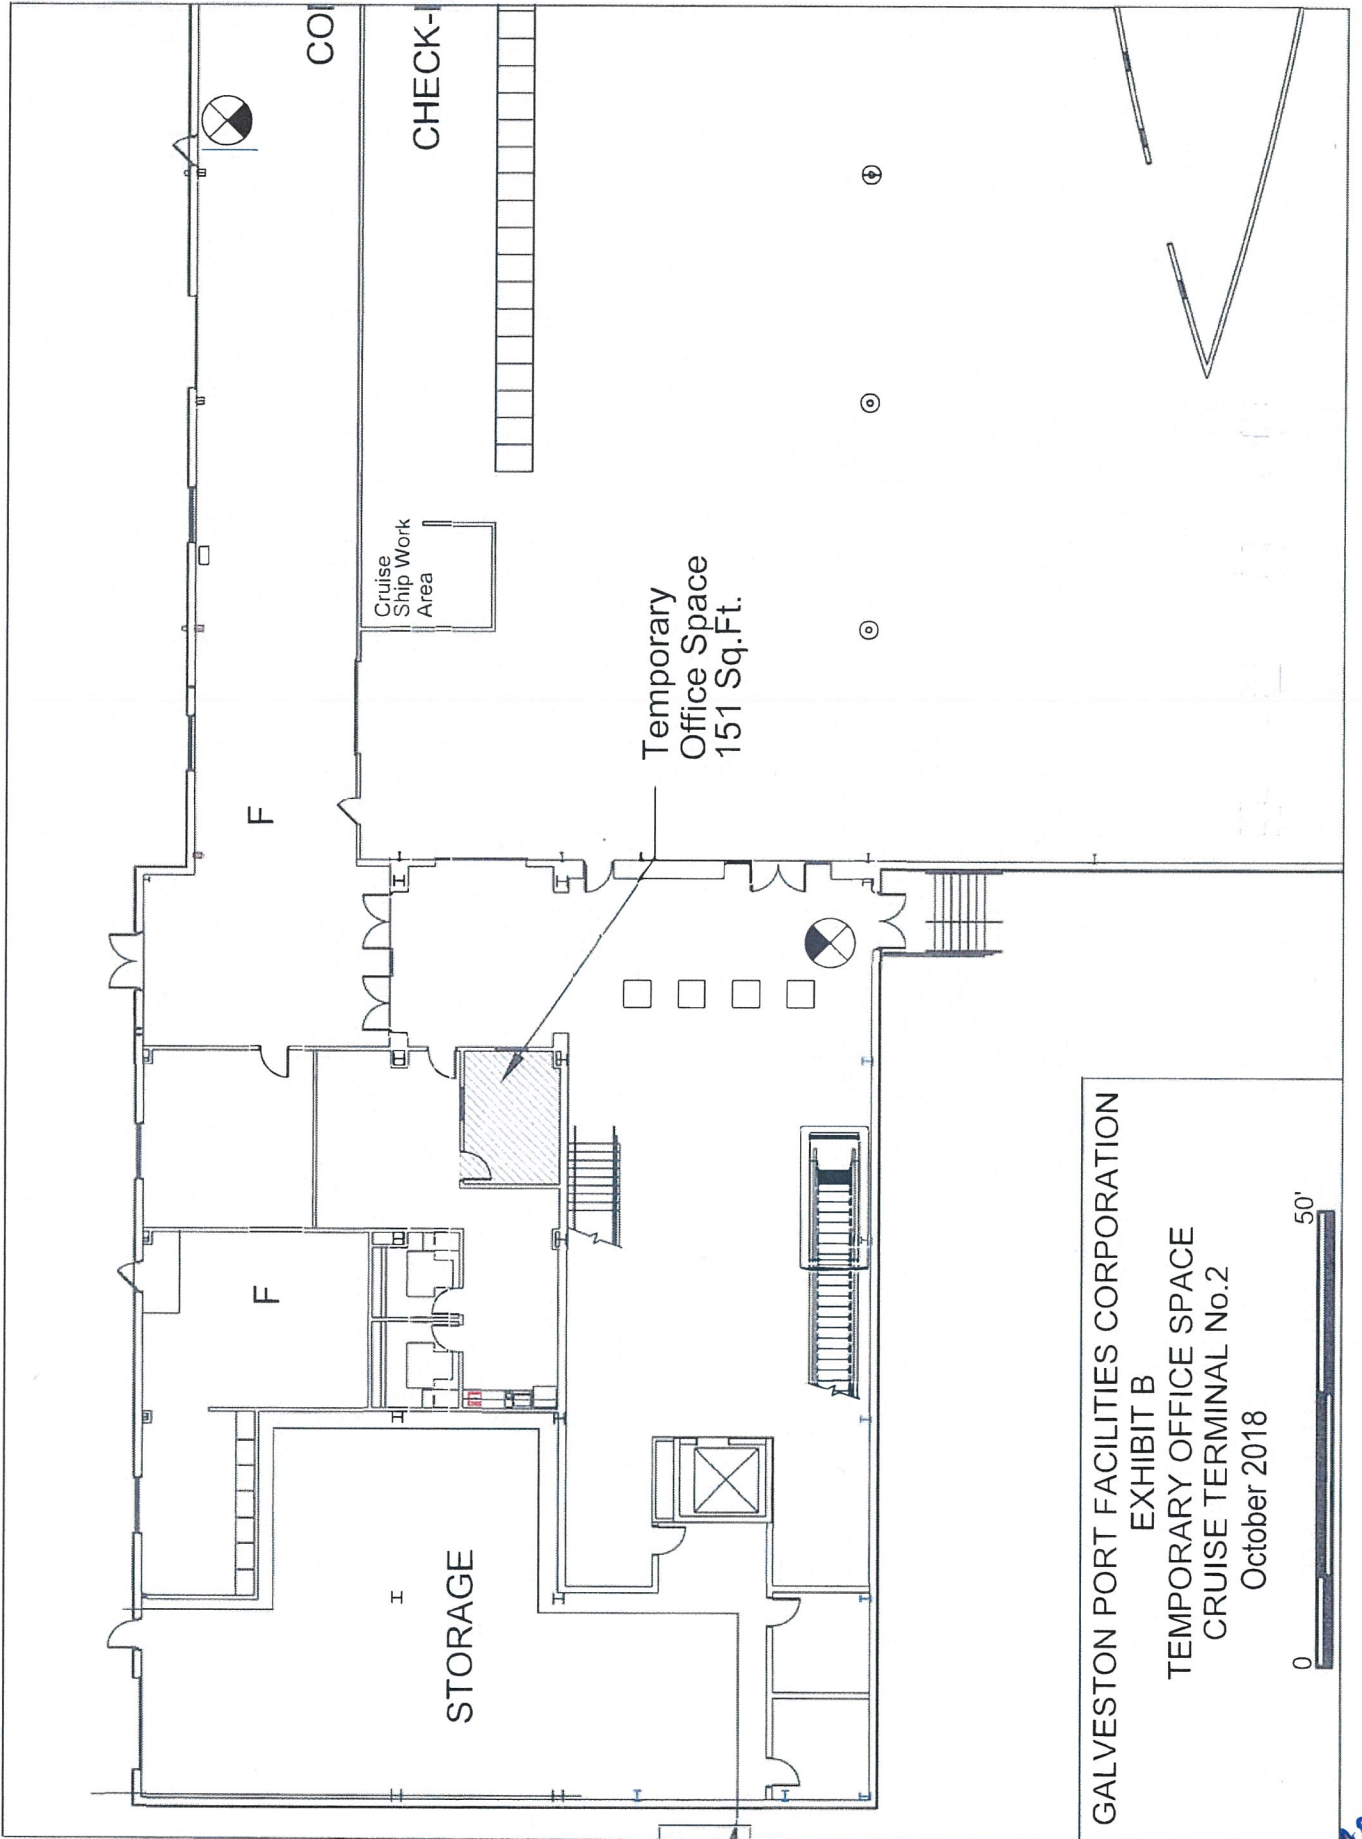 COI
CHECK-I
Cruise
Ship Work
Area
Temporary
Office Space
151 Sq.Ft.
F
F
STORAGE
GALVESTON PORT FACILITIES CORPORATION
EXHIBIT B
TEMPORARY OFFICE SPACE
CRUISE TERMINAL No.2
October 2018
0
50'